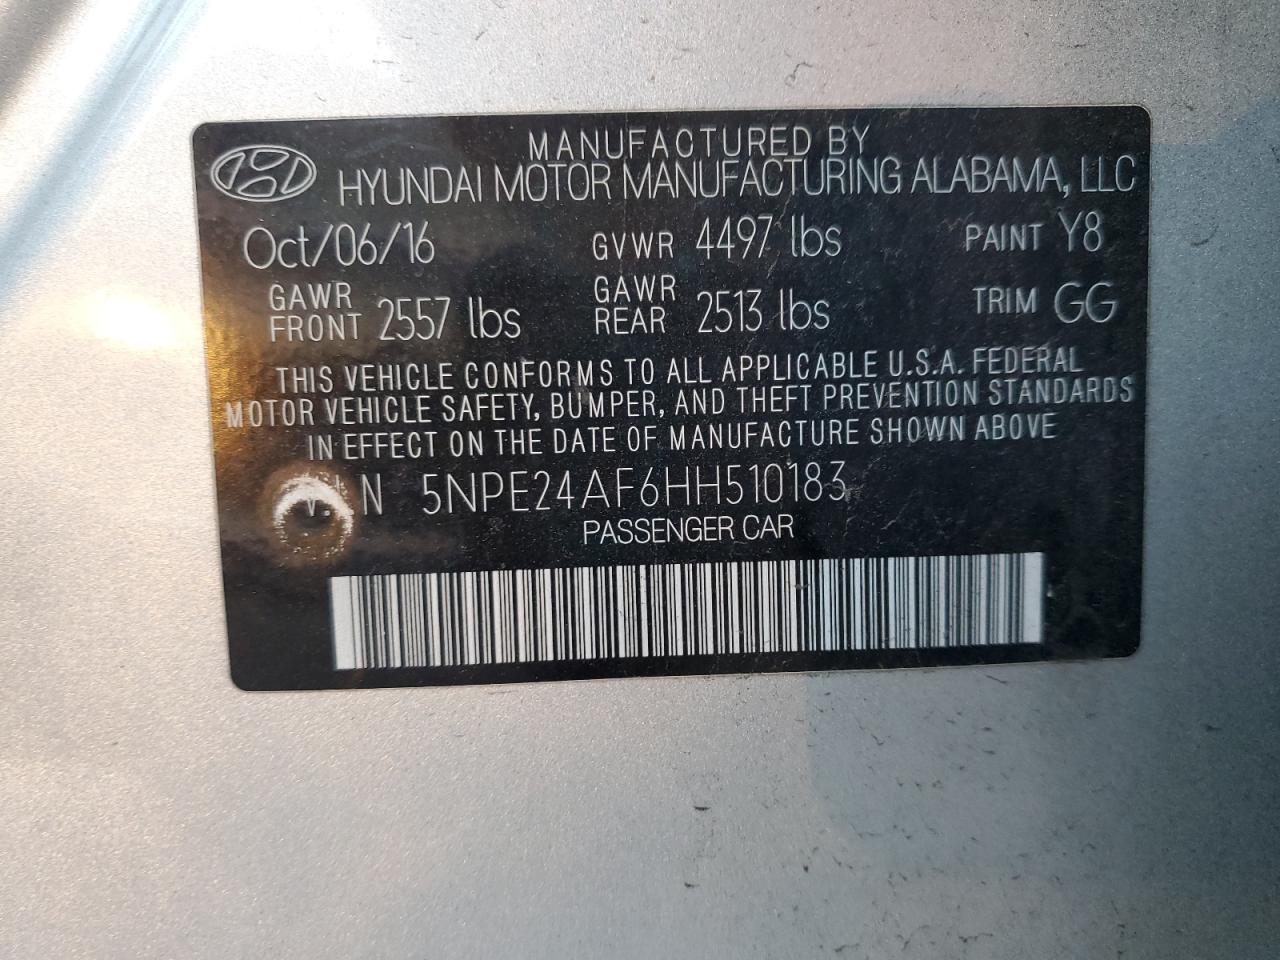 MANUFACTURED BY
HYUNDAI MOTOR MANUFACTURING ALABAMA, LLC
Oct/06/16 GVWR 4497 lbs PAINT Y8
GAWR FRONT 2557 lbs GAWR REAR 2513 lbs TRIM GG
THIS VEHICLE CONFORMS TO ALL APPLICABLE U.S.A. FEDERAL
MOTOR VEHICLE SAFETY, BUMPER, AND THEFT PREVENTION STANDARDS
IN EFFECT ON THE DATE OF MANUFACTURE SHOWN ABOVE
V.I.N 5NPE24AF6HH510183
PASSENGER CAR